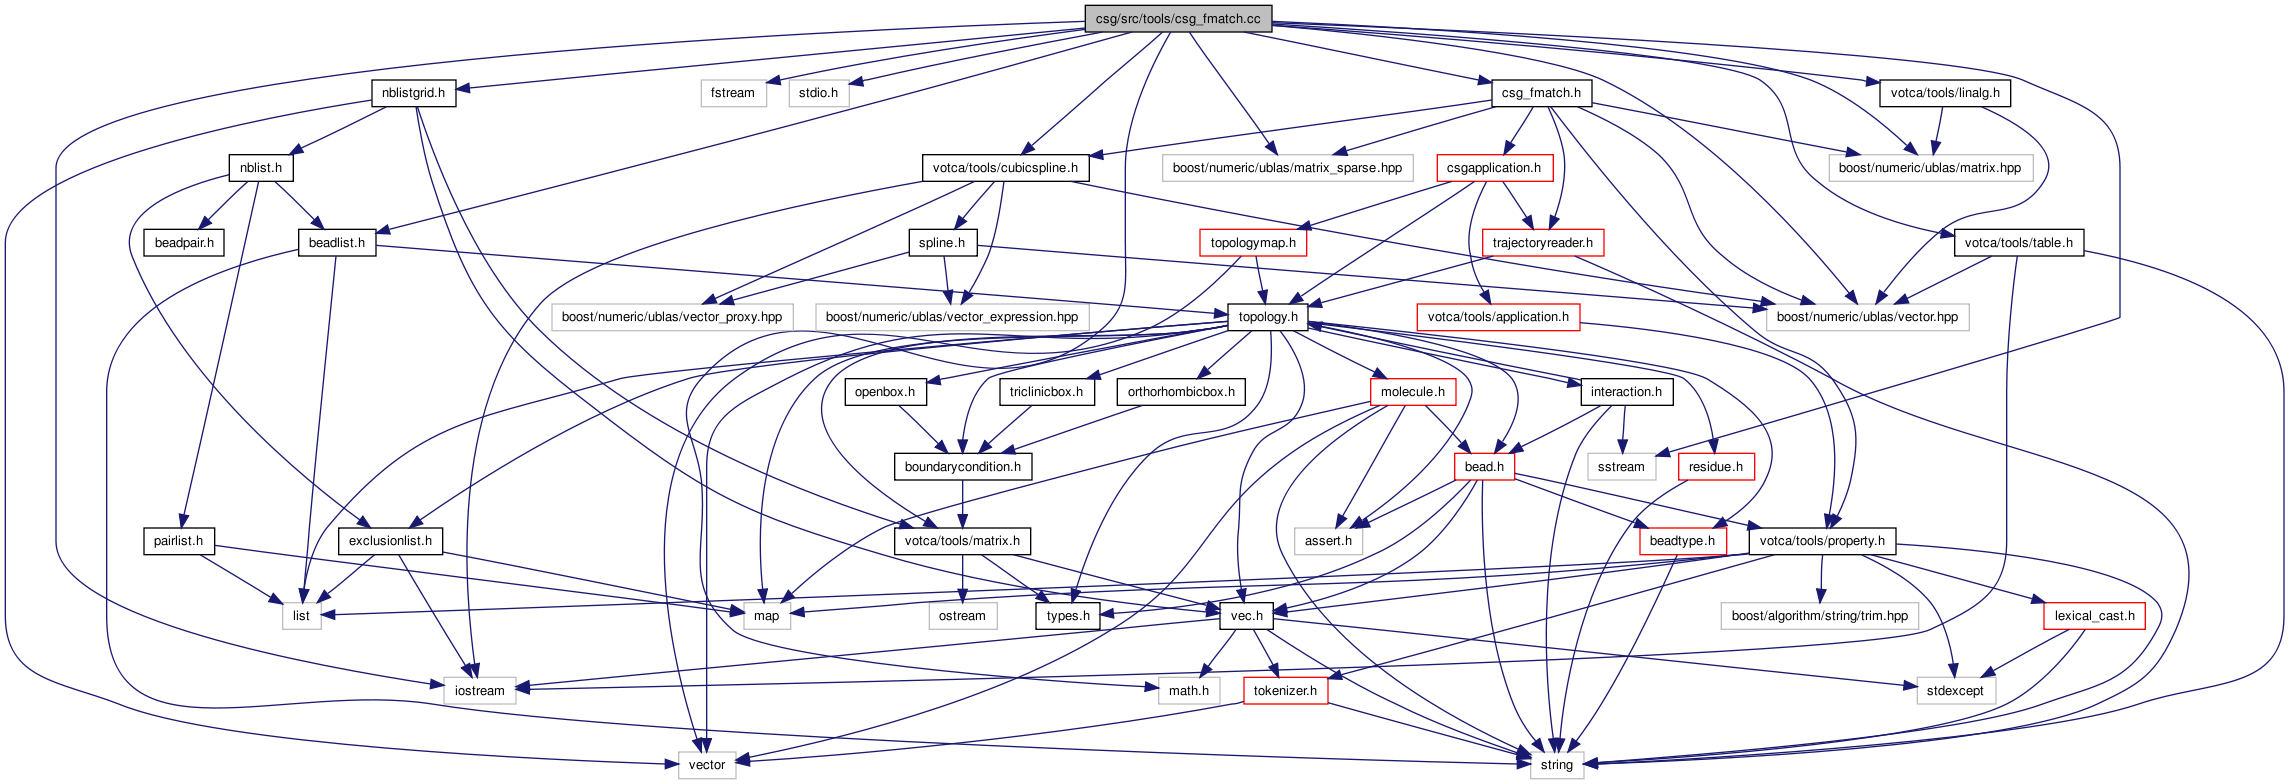 csg/src/tools/csg_fmatch.cc
nblistgrid.h
fstream
stdio.h
csg_fmatch.h
votca/tools/linalg.h
nblist.h
votca/tools/cubicspline.h
boost/numeric/ublas/matrix_sparse.hpp
csgapplication.h
boost/numeric/ublas/matrix.hpp
beadpair.h
beadlist.h
spline.h
topologymap.h
trajectoryreader.h
votca/tools/table.h
boost/numeric/ublas/vector_proxy.hpp
boost/numeric/ublas/vector_expression.hpp
topology.h
votca/tools/application.h
boost/numeric/ublas/vector.hpp
openbox.h
triclinicbox.h
orthorhombicbox.h
molecule.h
interaction.h
boundarycondition.h
bead.h
sstream
residue.h
pairlist.h
exclusionlist.h
votca/tools/matrix.h
assert.h
beadtype.h
votca/tools/property.h
list
map
ostream
types.h
vec.h
boost/algorithm/string/trim.hpp
lexical_cast.h
iostream
math.h
tokenizer.h
stdexcept
vector
string